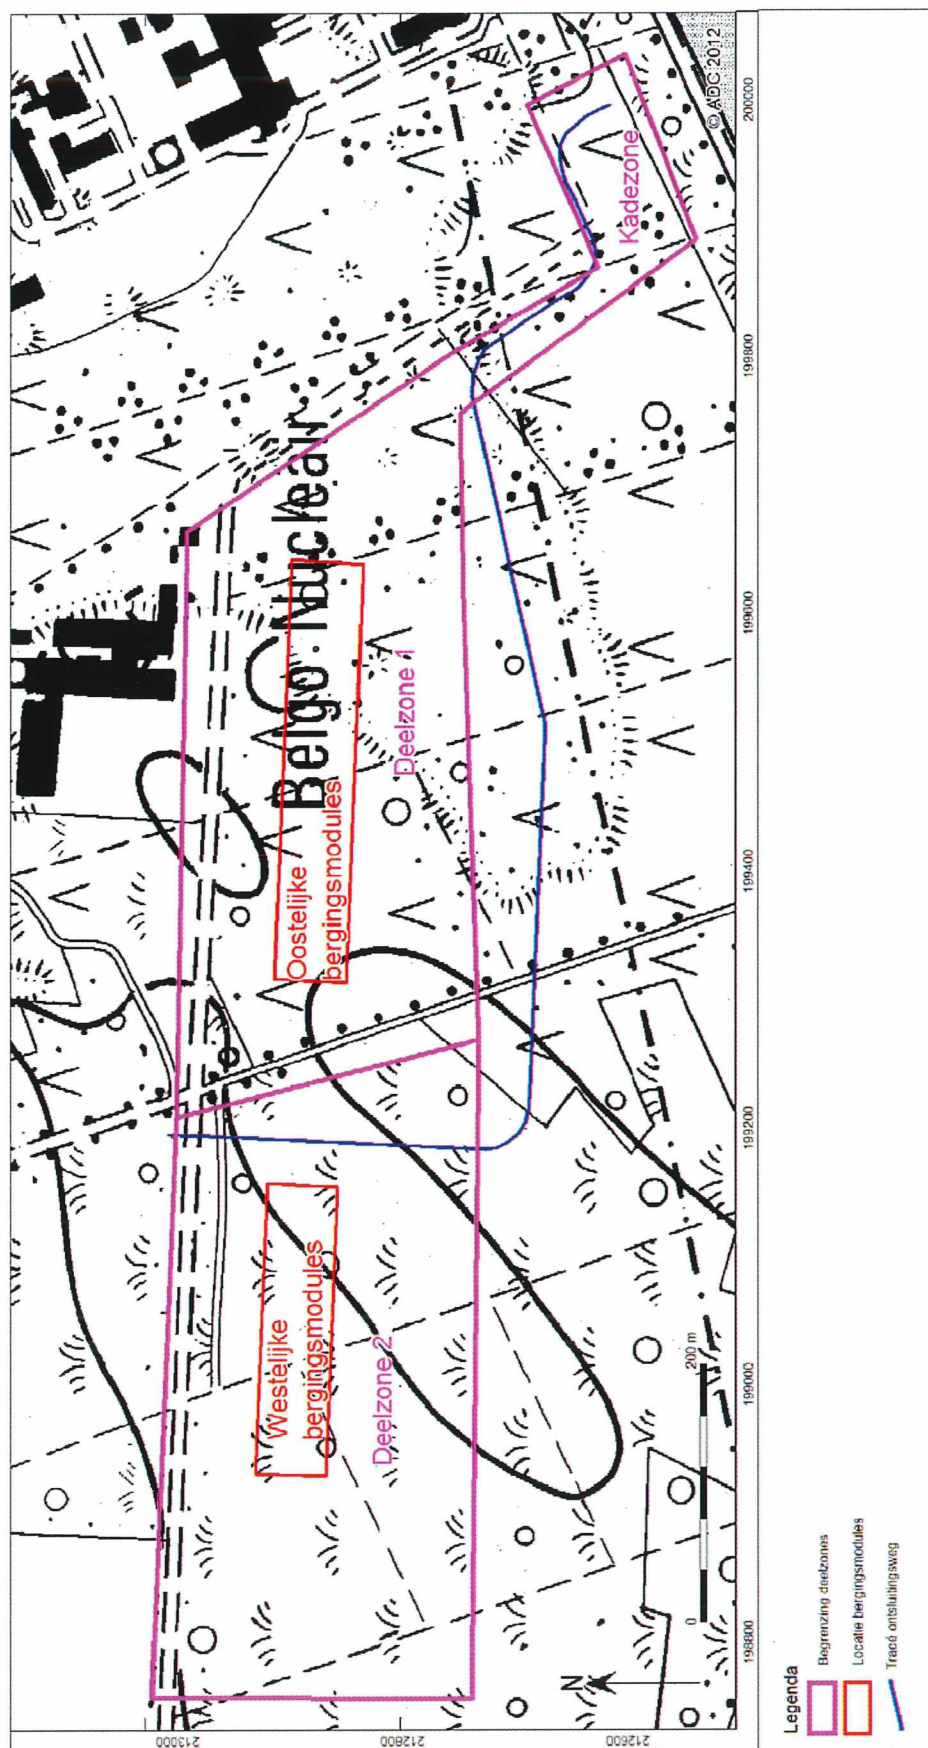 Belgo Nucleair
Oostelijke
bergingsmodules
Deelzone 1
Kadezone
Westelijke
bergingsmodules
Deelzone 2
© ADC 2012
213000
212800
212600
198800
199000
199200
199400
199600
199800
200000
N
0
200 m
Legenda
Begrenzing deelzones
Locatie bergingsmodules
Tracé ontsluitingsweg